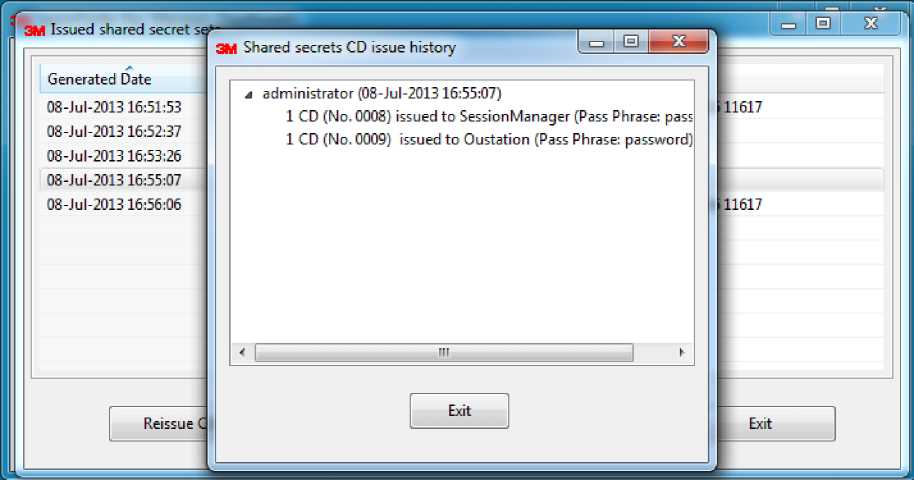 3M Issued shared secret sets
3M Shared secrets CD issue history
Generated Date
08-Jul-2013 16:51:53
11617
08-Jul-2013 16:52:37
08-Jul-2013 16:53:26
08-Jul-2013 16:55:07
08-Jul-2013 16:56:06
11617
administrator (08-Jul-2013 16:55:07)
1 CD (No. 0008) issued to SessionManager (Pass Phrase: pass
1 CD (No. 0009) issued to Oustation (Pass Phrase: password)
Reissue C
Exit
Exit